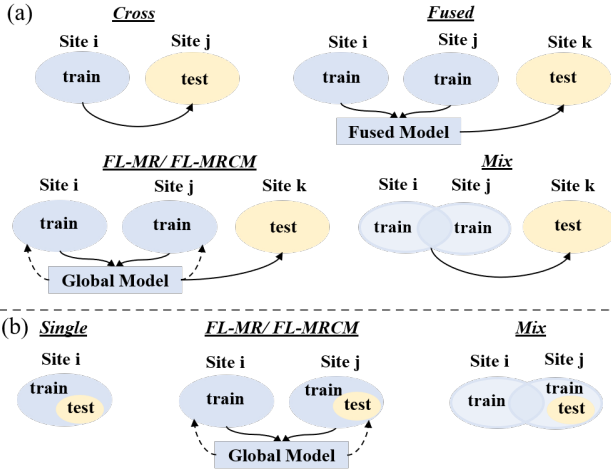 (a)
Cross
Site i Site j
train test
Fused
Site i Site j Site k
train train test
Fused Model
FL-MR/ FL-MRCM
Site i Site j Site k
train train test
Global Model
Mix
Site i Site j Site k
train train test
(b)
Single
Site i
train
test
FL-MR/ FL-MRCM
Site i Site j
train train
test
Global Model
Mix
Site i Site j
train train
test